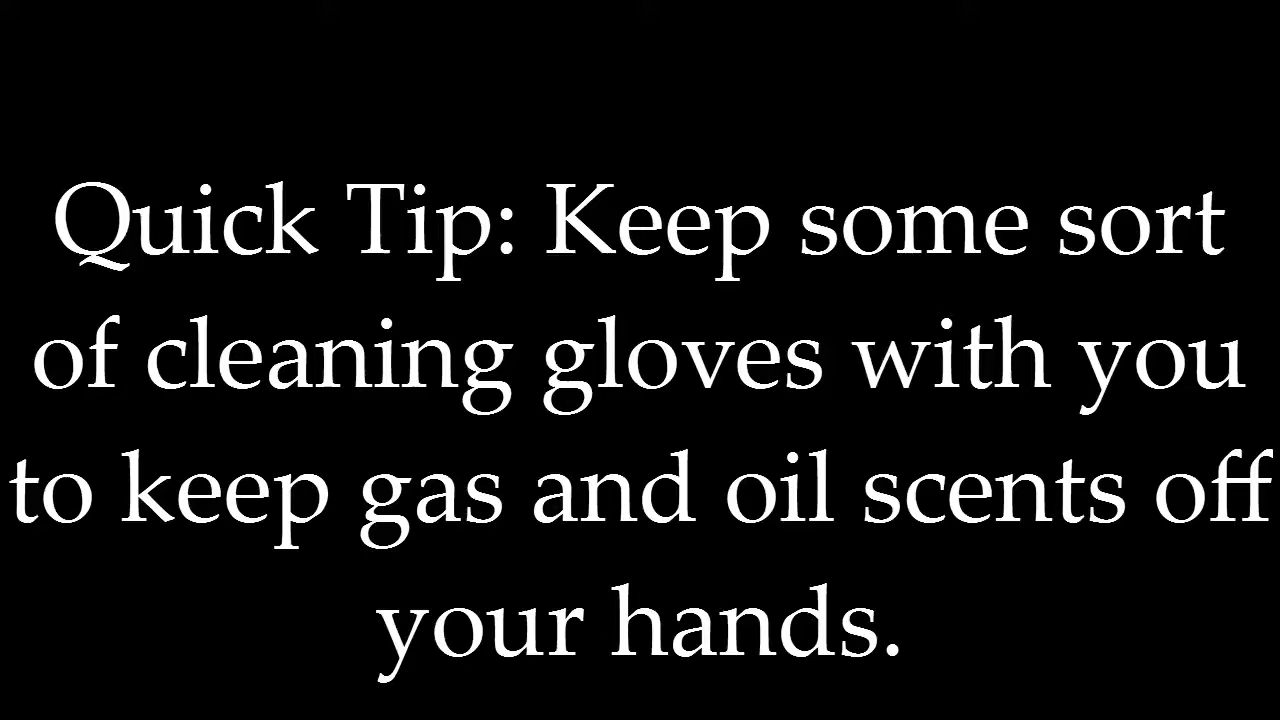 Quick Tip: Keep some sort
of cleaning gloves with you
to keep gas and oil scents off
your hands.